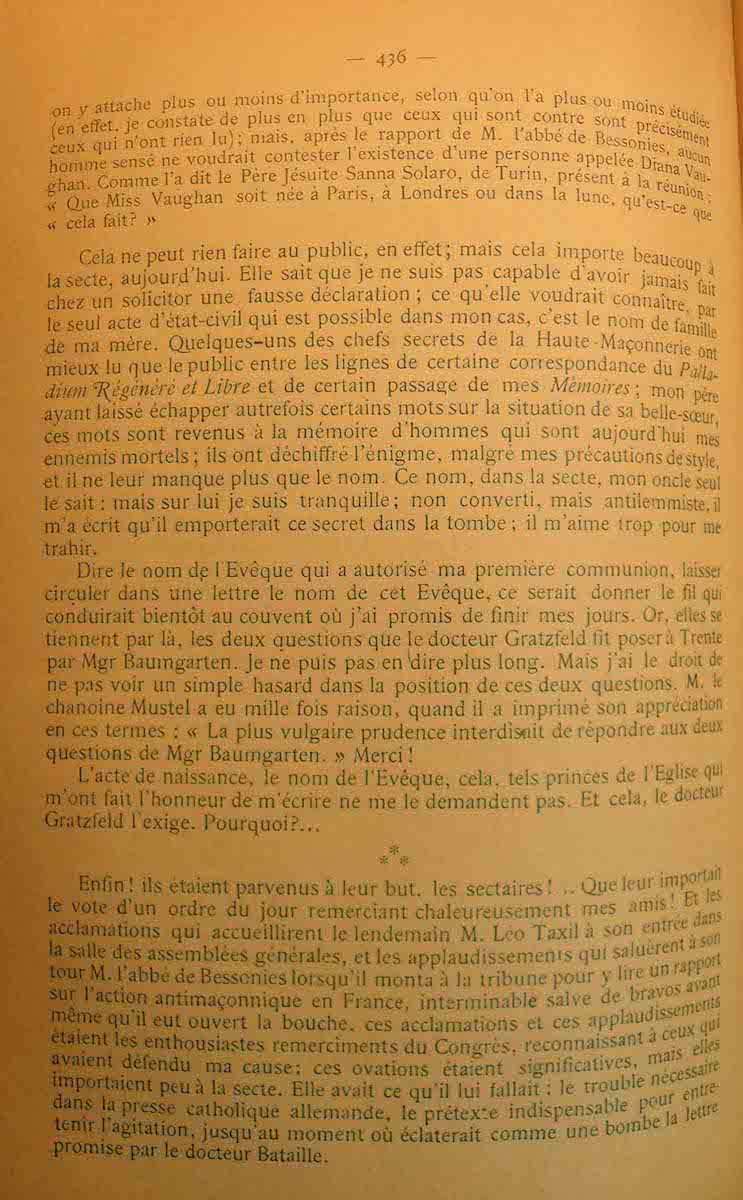 — 436 —
on y attache plus ou moins d'importance, selon qu'on l'a plus ou moins étudiée
(en effet, je constate de plus en plus que ceux qui sont contre sont précisément
ceux qui n'ont rien lu); mais, après le rapport de M. l'abbé de Bessonies, aucun
homme sensé ne voudrait contester l'existence d'une personne appelée Diana Vau-
ghan. Comme l'a dit le Père Jésuite Sanna Solaro, de Turin, présent à la réunion :
« Que Miss Vaughan soit née à Paris, à Londres ou dans la lune, qu'est-ce que
« cela fait? »
Cela ne peut rien faire au public, en effet; mais cela importe beaucoup à
la secte, aujourd'hui. Elle sait que je ne suis pas capable d'avoir jamais fait
chez un solicitor une fausse déclaration ; ce qu'elle voudrait connaître, par
le seul acte d'état-civil qui est possible dans mon cas, c'est le nom de famille
de ma mère. Quelques-uns des chefs secrets de la Haute-Maçonnerie ont
mieux lu que le public entre les lignes de certaine correspondance du Palla-
dium Régénéré et Libre et de certain passage de mes Mémoires ; mon père
ayant laissé échapper autrefois certains mots sur la situation de sa belle-sœur,
ces mots sont revenus à la mémoire d'hommes qui sont aujourd'hui mes
ennemis mortels ; ils ont déchiffré l'énigme, malgré mes précautions de style,
et il ne leur manque plus que le nom. Ce nom, dans la secte, mon oncle seul
le sait : mais sur lui je suis tranquille ; non converti, mais antilemmiste, il
m'a écrit qu'il emporterait ce secret dans la tombe ; il m'aime trop pour me
trahir.
Dire le nom de l'Evêque qui a autorisé ma première communion, laisser
circuler dans une lettre le nom de cet Evêque, ce serait donner le fil qui
conduirait bientôt au couvent où j'ai promis de finir mes jours. Or, elles se
tiennent par là, les deux questions que le docteur Gratzfeld fit poser à Trente
par Mgr Baumgarten. Je ne puis pas en dire plus long. Mais j'ai le droit de
ne pas voir un simple hasard dans la position de ces deux questions. M. le
chanoine Mustel a eu mille fois raison, quand il a imprimé son appréciation
en ces termes : « La plus vulgaire prudence interdisait de répondre aux deux
questions de Mgr Baumgarten. » Merci !
L'acte de naissance, le nom de l'Evêque, cela, tels princes de l'Eglise qui
m'ont fait l'honneur de m'écrire ne me le demandent pas. Et cela, le docteur
Gratzfeld l'exige. Pourquoi?...
***
Enfin ! ils étaient parvenus à leur but, les sectaires ! .. Que leur importait
le vote d'un ordre du jour remerciant chaleureusement mes amis! Et les
acclamations qui accueillirent le lendemain M. Léo Taxil à son entrée dans
la salle des assemblées générales, et les applaudissements qui saluèrent à son
tour M. l'abbé de Bessonies lorsqu'il monta à la tribune pour y lire un rapport
sur l'action antimaçonnique en France, interminable salve de bravos avant
même qu'il eut ouvert la bouche, ces acclamations et ces applaudissements
étaient les enthousiastes remerciments du Congrès, reconnaissant à ceux qui
avaient défendu ma cause; ces ovations étaient significatives, mais elles
importaient peu à la secte. Elle avait ce qu'il lui fallait : le trouble nécessaire
dans la presse catholique allemande, le prétexte indispensable pour entre-
tenir l'agitation, jusqu'au moment où éclaterait comme une bombe la lettre
promise par le docteur Bataille.